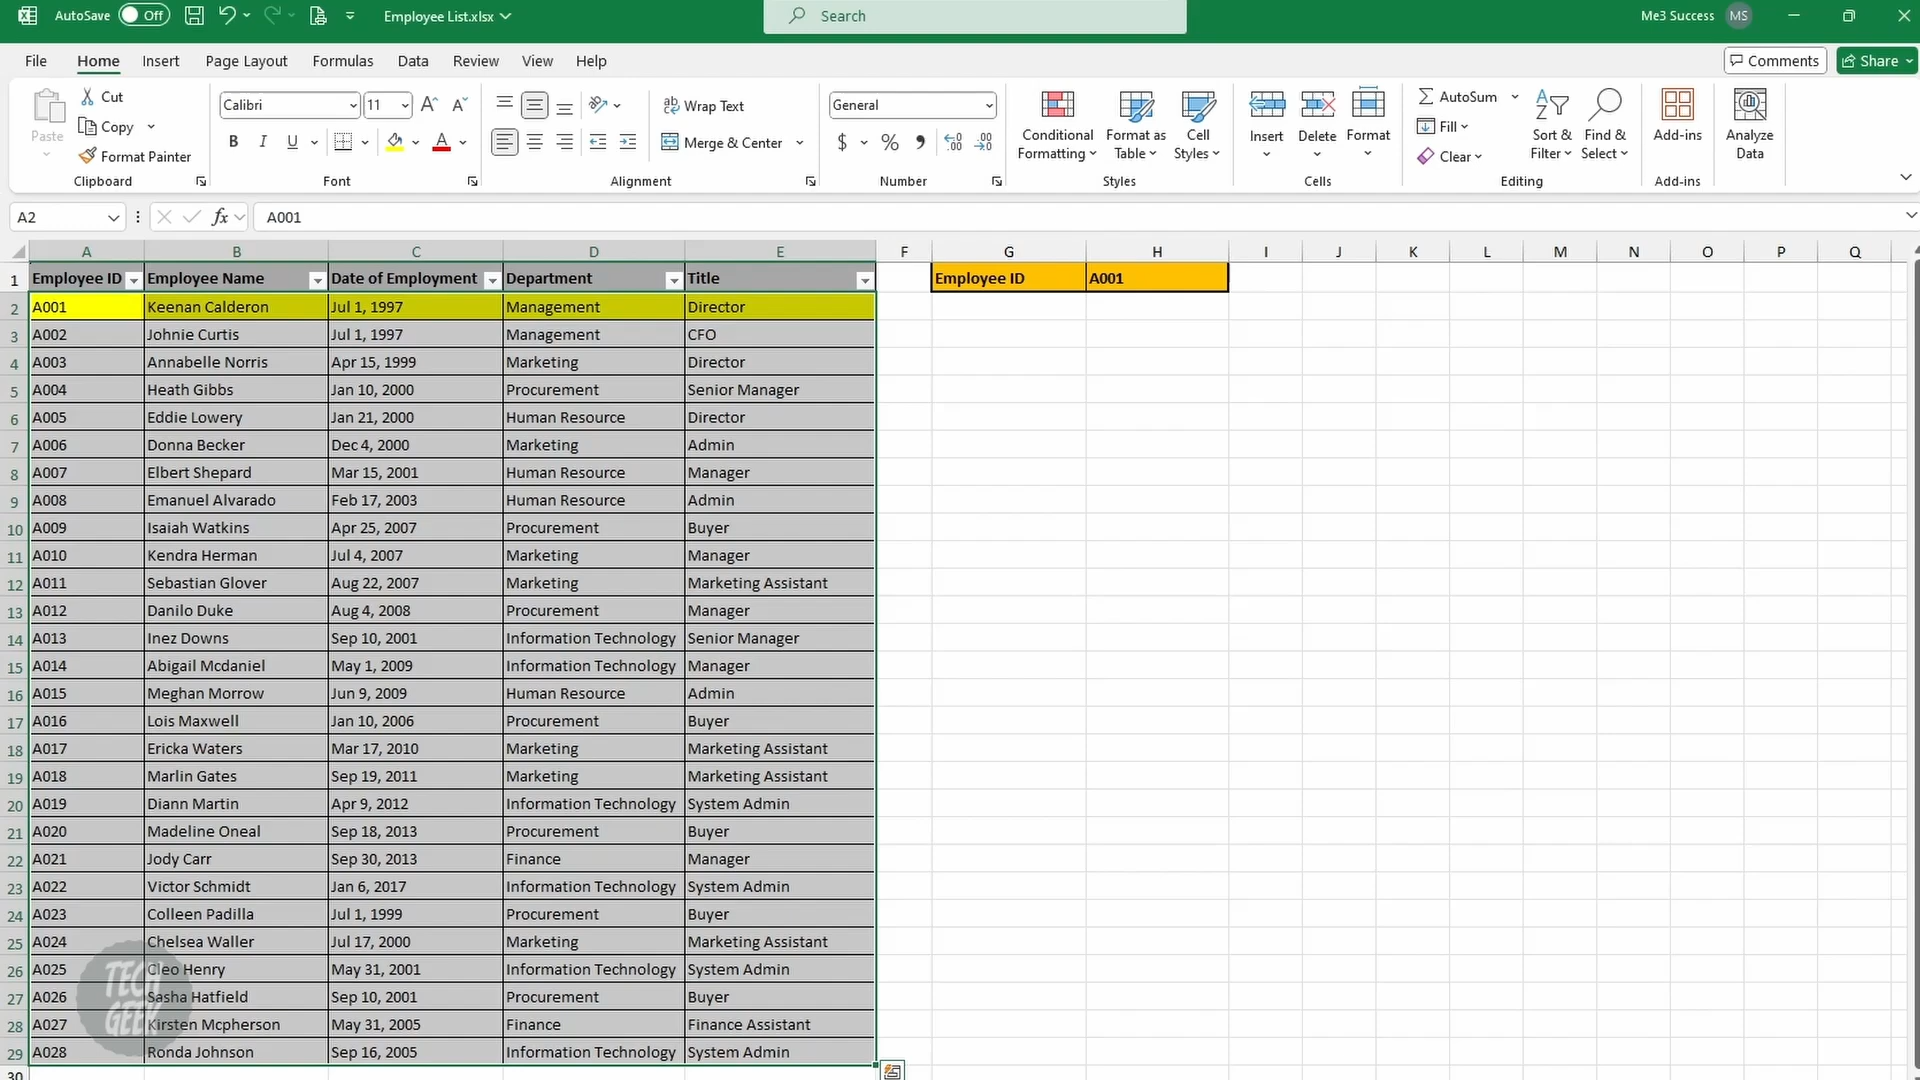 AutoSave Off Employee List.xlsx Search Me3 Success MS
File Home Insert Page Layout Formulas Data Review View Help Comments Share
Paste Cut Copy Format Painter Clipboard
Calibri 11 B I U A Font
Wrap Text Merge & Center Alignment
General $ % Number
Conditional Formatting Format as Table Cell Styles Styles
Insert Delete Format Cells
AutoSum Fill Clear Sort & Filter Find & Select Editing
Add-ins Add-ins
Analyze Data
A2 fx A001
A B C D E F G H I J K L M N O P Q
1 Employee ID Employee Name Date of Employment Department Title Employee ID A001
2 A001 Keenan Calderon Jul 1, 1997 Management Director
3 A002 Johnie Curtis Jul 1, 1997 Management CFO
4 A003 Annabelle Norris Apr 15, 1999 Marketing Director
5 A004 Heath Gibbs Jan 10, 2000 Procurement Senior Manager
6 A005 Eddie Lowery Jan 21, 2000 Human Resource Director
7 A006 Donna Becker Dec 4, 2000 Marketing Admin
8 A007 Elbert Shepard Mar 15, 2001 Human Resource Manager
9 A008 Emanuel Alvarado Feb 17, 2003 Human Resource Admin
10 A009 Isaiah Watkins Apr 25, 2007 Procurement Buyer
11 A010 Kendra Herman Jul 4, 2007 Marketing Manager
12 A011 Sebastian Glover Aug 22, 2007 Marketing Marketing Assistant
13 A012 Danilo Duke Aug 4, 2008 Procurement Manager
14 A013 Inez Downs Sep 10, 2001 Information Technology Senior Manager
15 A014 Abigail Mcdaniel May 1, 2009 Information Technology Manager
16 A015 Meghan Morrow Jun 9, 2009 Human Resource Admin
17 A016 Lois Maxwell Jan 10, 2006 Procurement Buyer
18 A017 Ericka Waters Mar 17, 2010 Marketing Marketing Assistant
19 A018 Marlin Gates Sep 19, 2011 Marketing Marketing Assistant
20 A019 Diann Martin Apr 9, 2012 Information Technology System Admin
21 A020 Madeline Oneal Sep 18, 2013 Procurement Buyer
22 A021 Jody Carr Sep 30, 2013 Finance Manager
23 A022 Victor Schmidt Jan 6, 2017 Information Technology System Admin
24 A023 Colleen Padilla Jul 1, 1999 Procurement Buyer
25 A024 Chelsea Waller Jul 17, 2000 Marketing Marketing Assistant
26 A025 Cleo Henry May 31, 2001 Information Technology System Admin
27 A026 Sasha Hatfield Sep 10, 2001 Procurement Buyer
28 A027 Kirsten Mcpherson May 31, 2005 Finance Finance Assistant
29 A028 Ronda Johnson Sep 16, 2005 Information Technology System Admin
30
TECH
GEEK